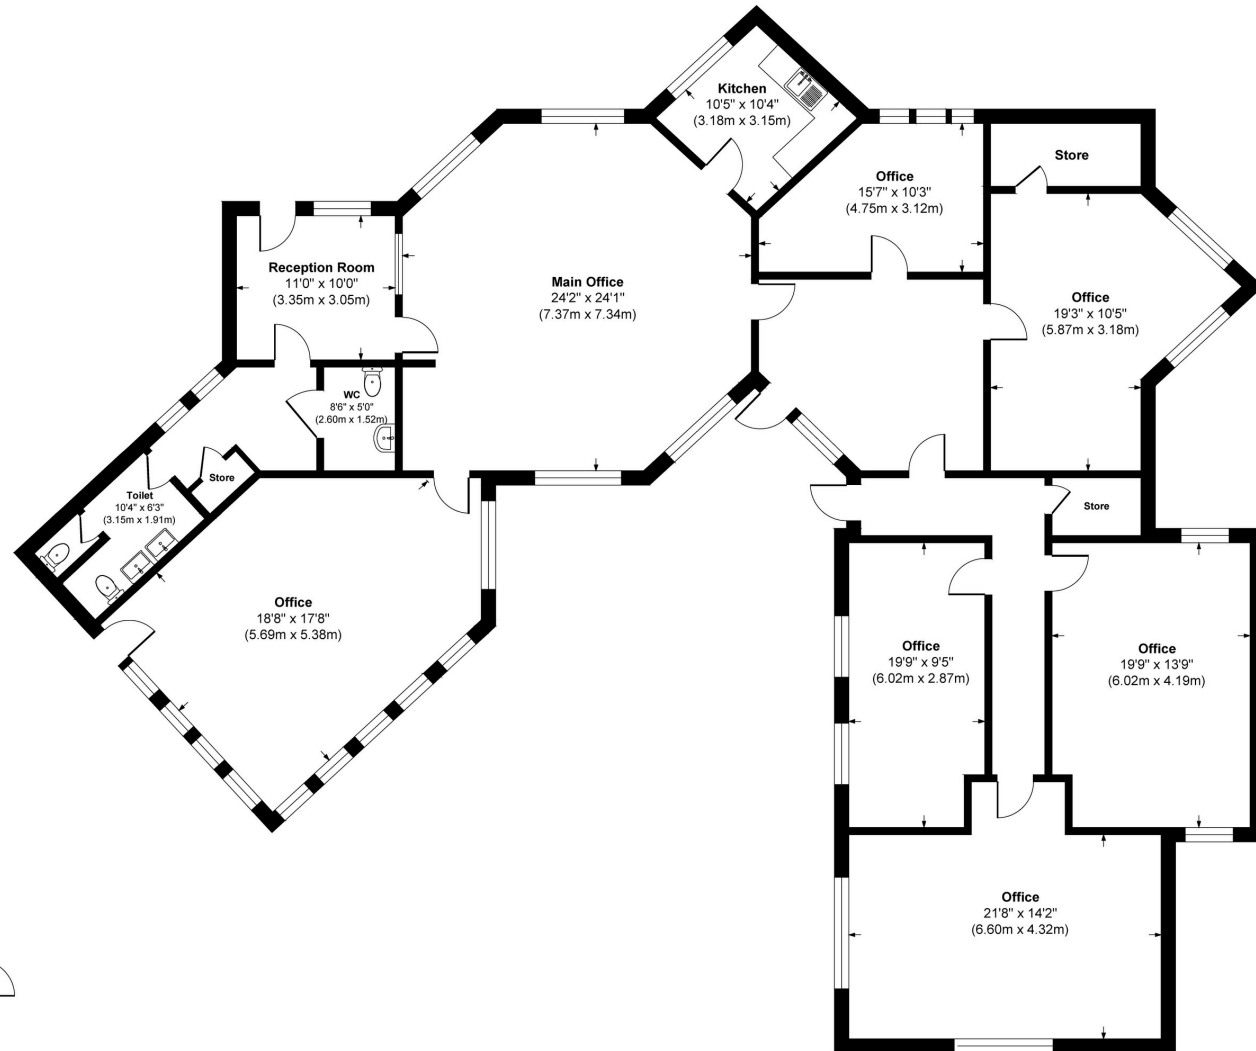 Kitchen
10'5" x 10'4"
(3.18m x 3.15m)
Store
Office
15'7" x 10'3"
(4.75m x 3.12m)
Reception Room
11'0" x 10'0"
(3.35m x 3.05m)
Main Office
24'2" x 24'1"
(7.37m x 7.34m)
Office
19'3" x 10'5"
(5.87m x 3.18m)
WC
8'6" x 5'0"
(2.60m x 1.52m)
Store
Toilet
10'4" x 6'3"
(3.15m x 1.91m)
Store
Office
18'8" x 17'8"
(5.69m x 5.38m)
Office
19'9" x 9'5"
(6.02m x 2.87m)
Office
19'9" x 13'9"
(6.02m x 4.19m)
Office
21'8" x 14'2"
(6.60m x 4.32m)